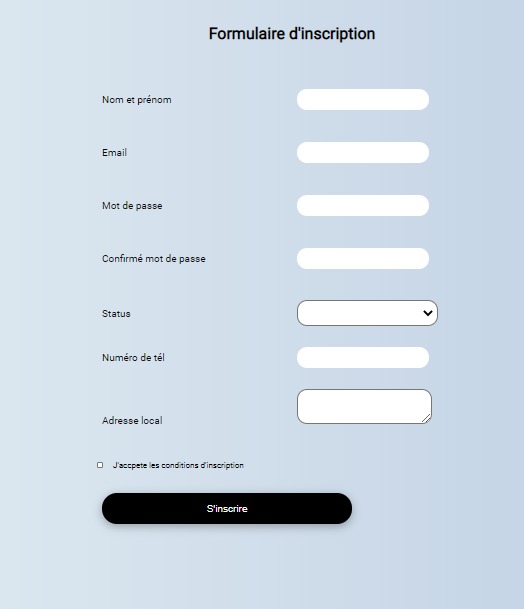 Formulaire d'inscription
Nom et prénom
Email
Mot de passe
Confirmé mot de passe
Status
Numéro de tél
Adresse local
J'accpete les conditions d'inscription
S'inscrire